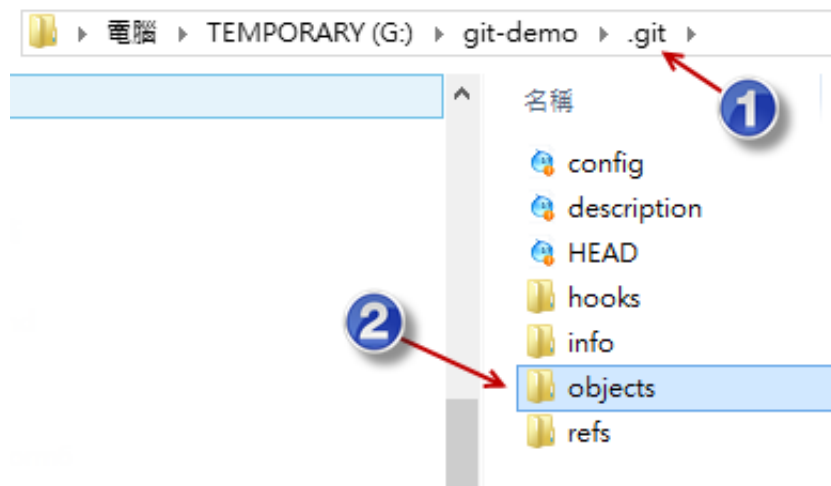 電腦 TEMPORARY (G:) git-demo .git
1
名稱
config
description
HEAD
2
hooks
info
objects
refs